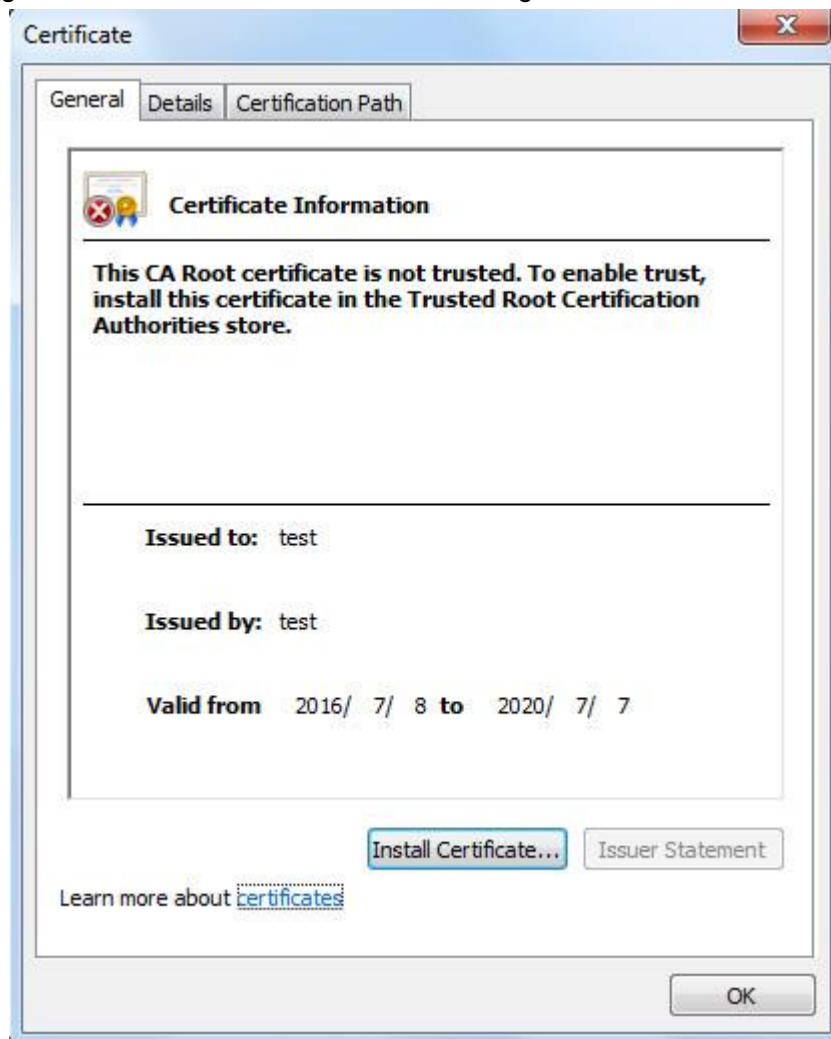 Certificate
General Details Certification Path
Certificate Information
This CA Root certificate is not trusted. To enable trust,
install this certificate in the Trusted Root Certification
Authorities store.
Issued to: test
Issued by: test
Valid from 2016/ 7/ 8 to 2020/ 7/ 7
Install Certificate... Issuer Statement
Learn more about certificates
OK